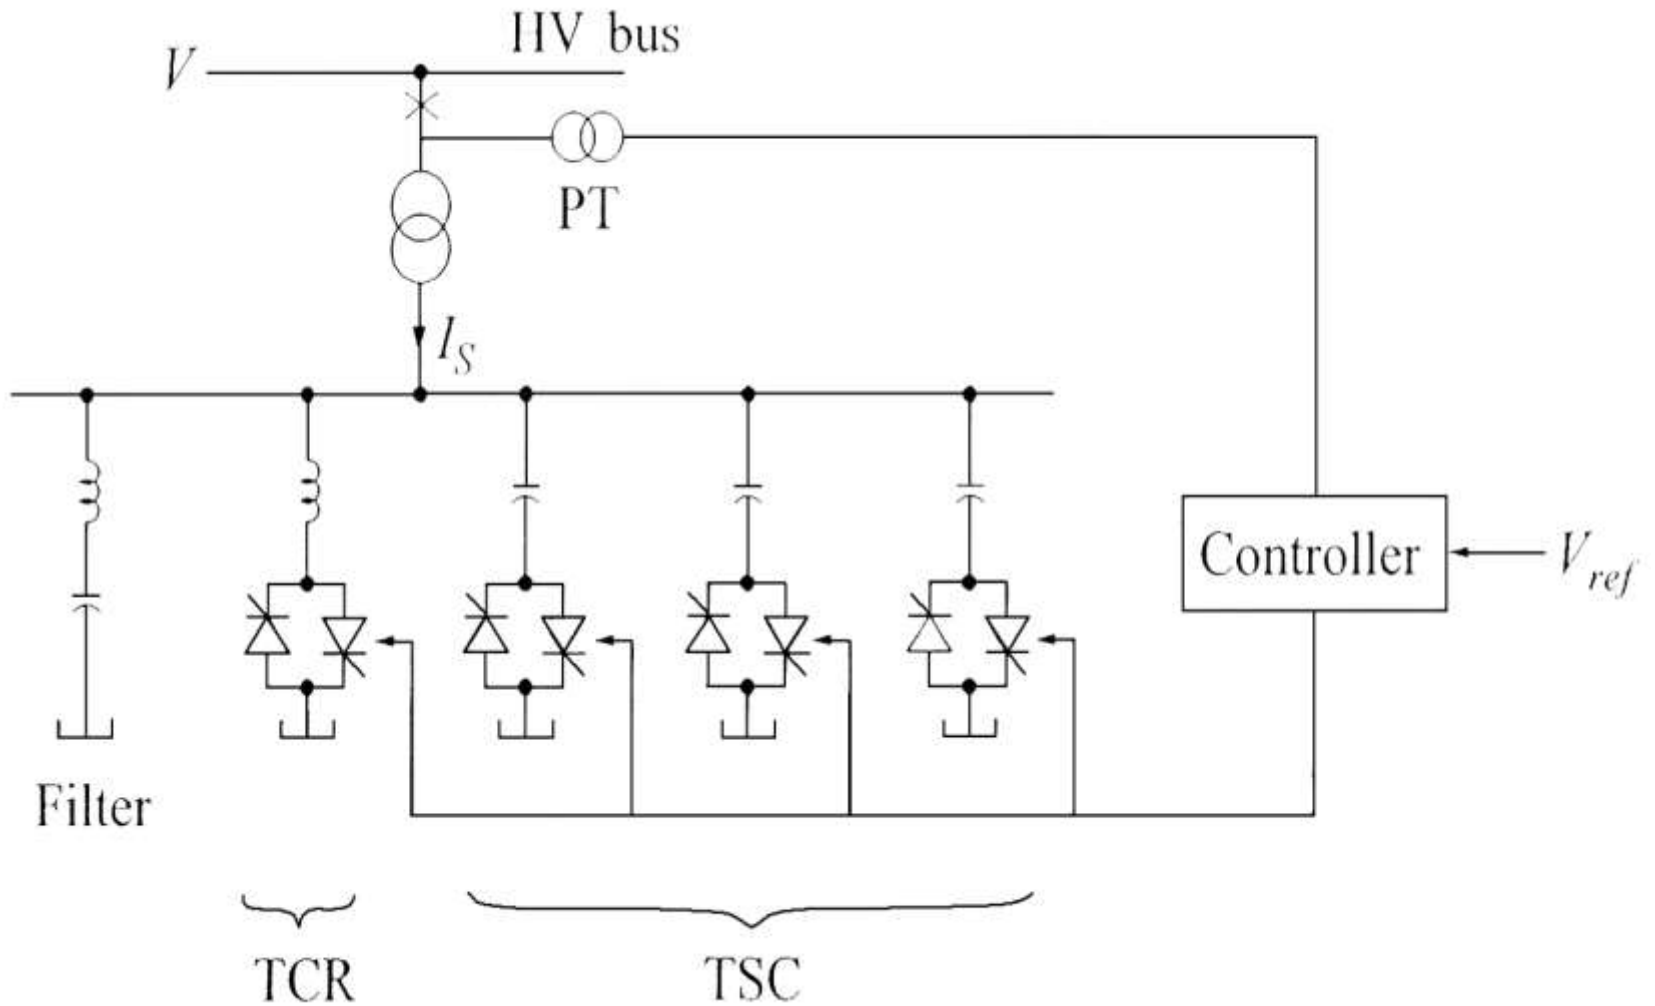 HV bus
V
PT
I_S
Controller
V_ref
Filter
TCR
TSC